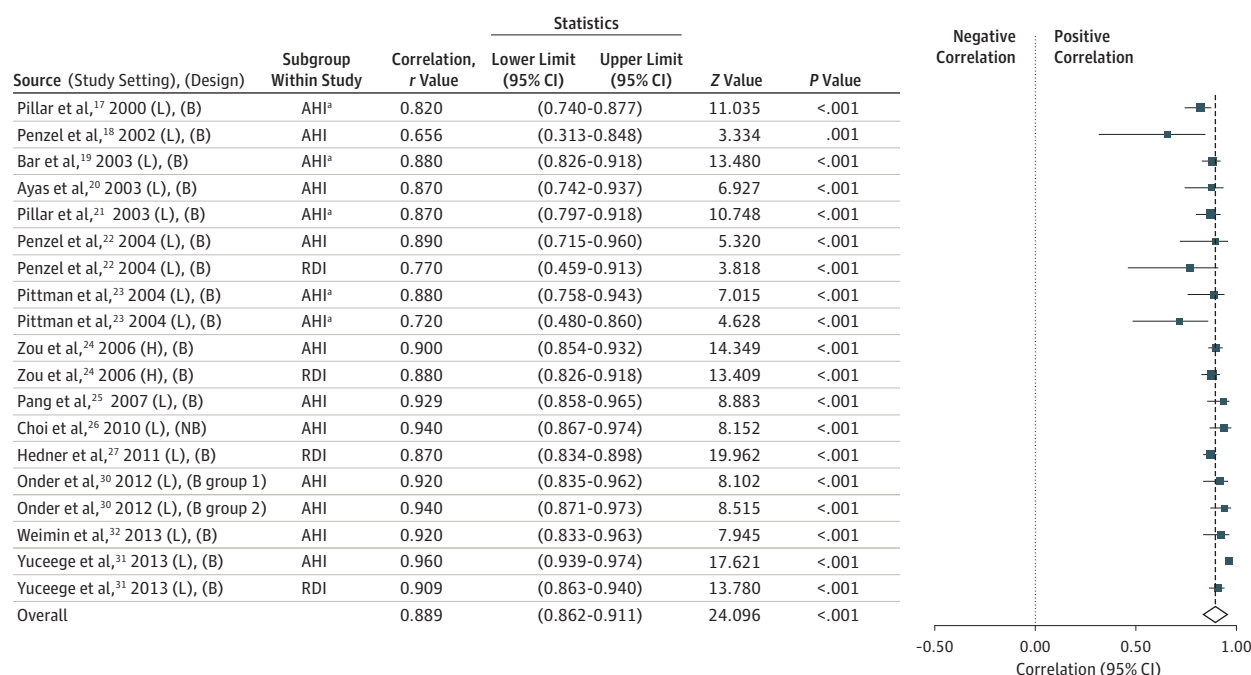 Statistics
Negative Correlation
Positive Correlation
Source (Study Setting), (Design) Subgroup Within Study Correlation, r Value Lower Limit (95% CI) Upper Limit (95% CI) Z Value P Value
Pillar et al,17 2000 (L), (B) AHIa 0.820 (0.740-0.877) 11.035 <.001
Penzel et al,18 2002 (L), (B) AHI 0.656 (0.313-0.848) 3.334 .001
Bar et al,19 2003 (L), (B) AHIa 0.880 (0.826-0.918) 13.480 <.001
Ayas et al,20 2003 (L), (B) AHI 0.870 (0.742-0.937) 6.927 <.001
Pillar et al,21 2003 (L), (B) AHIa 0.870 (0.797-0.918) 10.748 <.001
Penzel et al,22 2004 (L), (B) AHI 0.890 (0.715-0.960) 5.320 <.001
Penzel et al,22 2004 (L), (B) RDI 0.770 (0.459-0.913) 3.818 <.001
Pittman et al,23 2004 (L), (B) AHIa 0.880 (0.758-0.943) 7.015 <.001
Pittman et al,23 2004 (L), (B) AHIa 0.720 (0.480-0.860) 4.628 <.001
Zou et al,24 2006 (H), (B) AHI 0.900 (0.854-0.932) 14.349 <.001
Zou et al,24 2006 (H), (B) RDI 0.880 (0.826-0.918) 13.409 <.001
Pang et al,25 2007 (L), (B) AHI 0.929 (0.858-0.965) 8.883 <.001
Choi et al,26 2010 (L), (NB) AHI 0.940 (0.867-0.974) 8.152 <.001
Hedner et al,27 2011 (L), (B) RDI 0.870 (0.834-0.898) 19.962 <.001
Onder et al,30 2012 (L), (B group 1) AHI 0.920 (0.835-0.962) 8.102 <.001
Onder et al,30 2012 (L), (B group 2) AHI 0.940 (0.871-0.973) 8.515 <.001
Weimin et al,32 2013 (L), (B) AHI 0.920 (0.833-0.963) 7.945 <.001
Yuceege et al,31 2013 (L), (B) AHI 0.960 (0.939-0.974) 17.621 <.001
Yuceege et al,31 2013 (L), (B) RDI 0.909 (0.863-0.940) 13.780 <.001
Overall 0.889 (0.862-0.911) 24.096 <.001
-0.50 0.00 0.50 1.00
Correlation (95% CI)